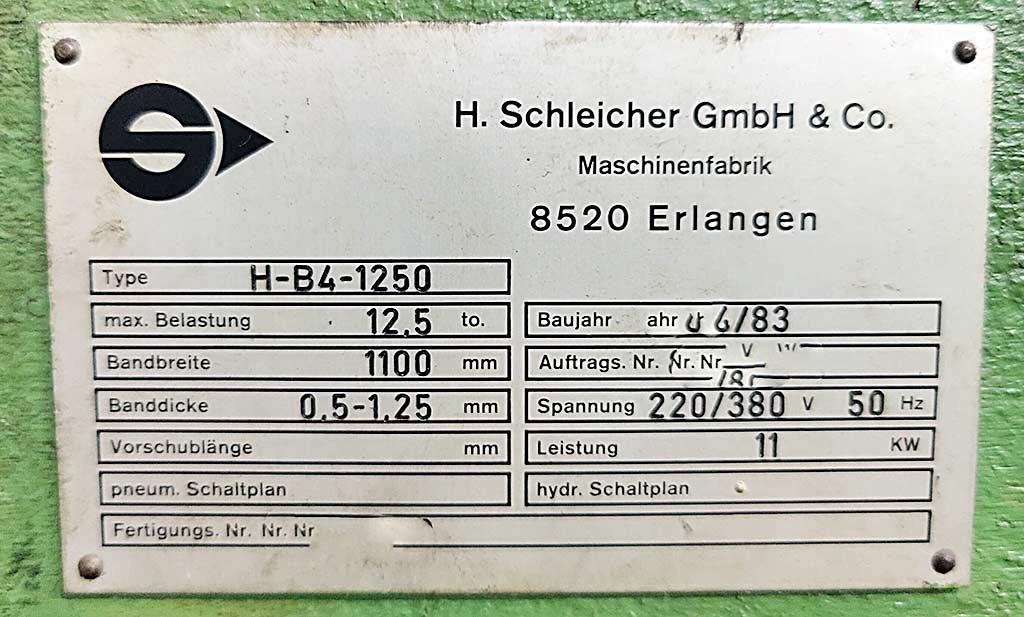 H. Schleicher GmbH & Co.
Maschinenfabrik
8520 Erlangen
Type H-B4-1250
max. Belastung 12.5 to.
Bandbreite 1100 mm
Banddicke 0.5-1.25 mm
Vorschublänge mm
pneum. Schaltplan
Baujahr ahr 6/83
Auftrags. Nr. Nr. Nr
Spannung 220/380 V 50 Hz
Leistung 11 KW
hydr. Schaltplan
Fertigungs. Nr. Nr. Nr